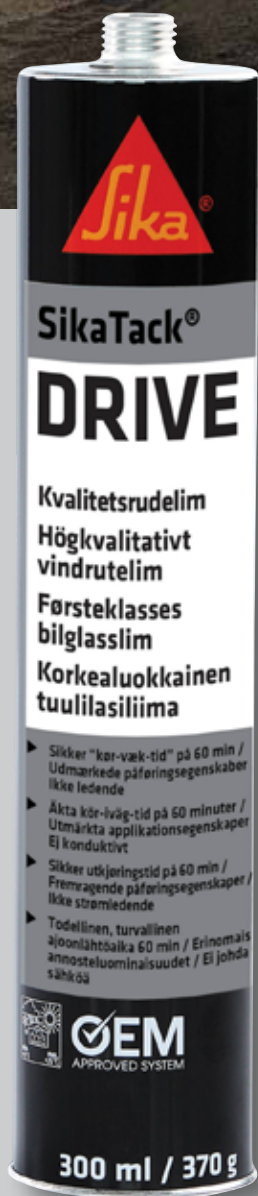 Sika®
SikaTack®
DRIVE
Kvalitetsrudelim
Högkvalitativt
vindrutelim
Førsteklasses
bilglasslim
Korkealuokkainen
tuulilasiliima
Sikker "kør-væk-tid" på 60 min /
Udmærkede påføringsegenskaber
Ikke ledende
Äkta kör-iväg-tid på 60 minuter /
Utmärkta applikationsegenskaper
Ej konduktivt
Sikker utkjøringstid på 60 min /
Fremragende påføringsegenskaper /
Ikke strømledende
Todellinen, turvallinen
ajoonlähtöaika 60 min / Erinomais
annosteluominaisuudet / Ei johda
sähköä
OEM
APPROVED SYSTEM
300 ml / 370 g